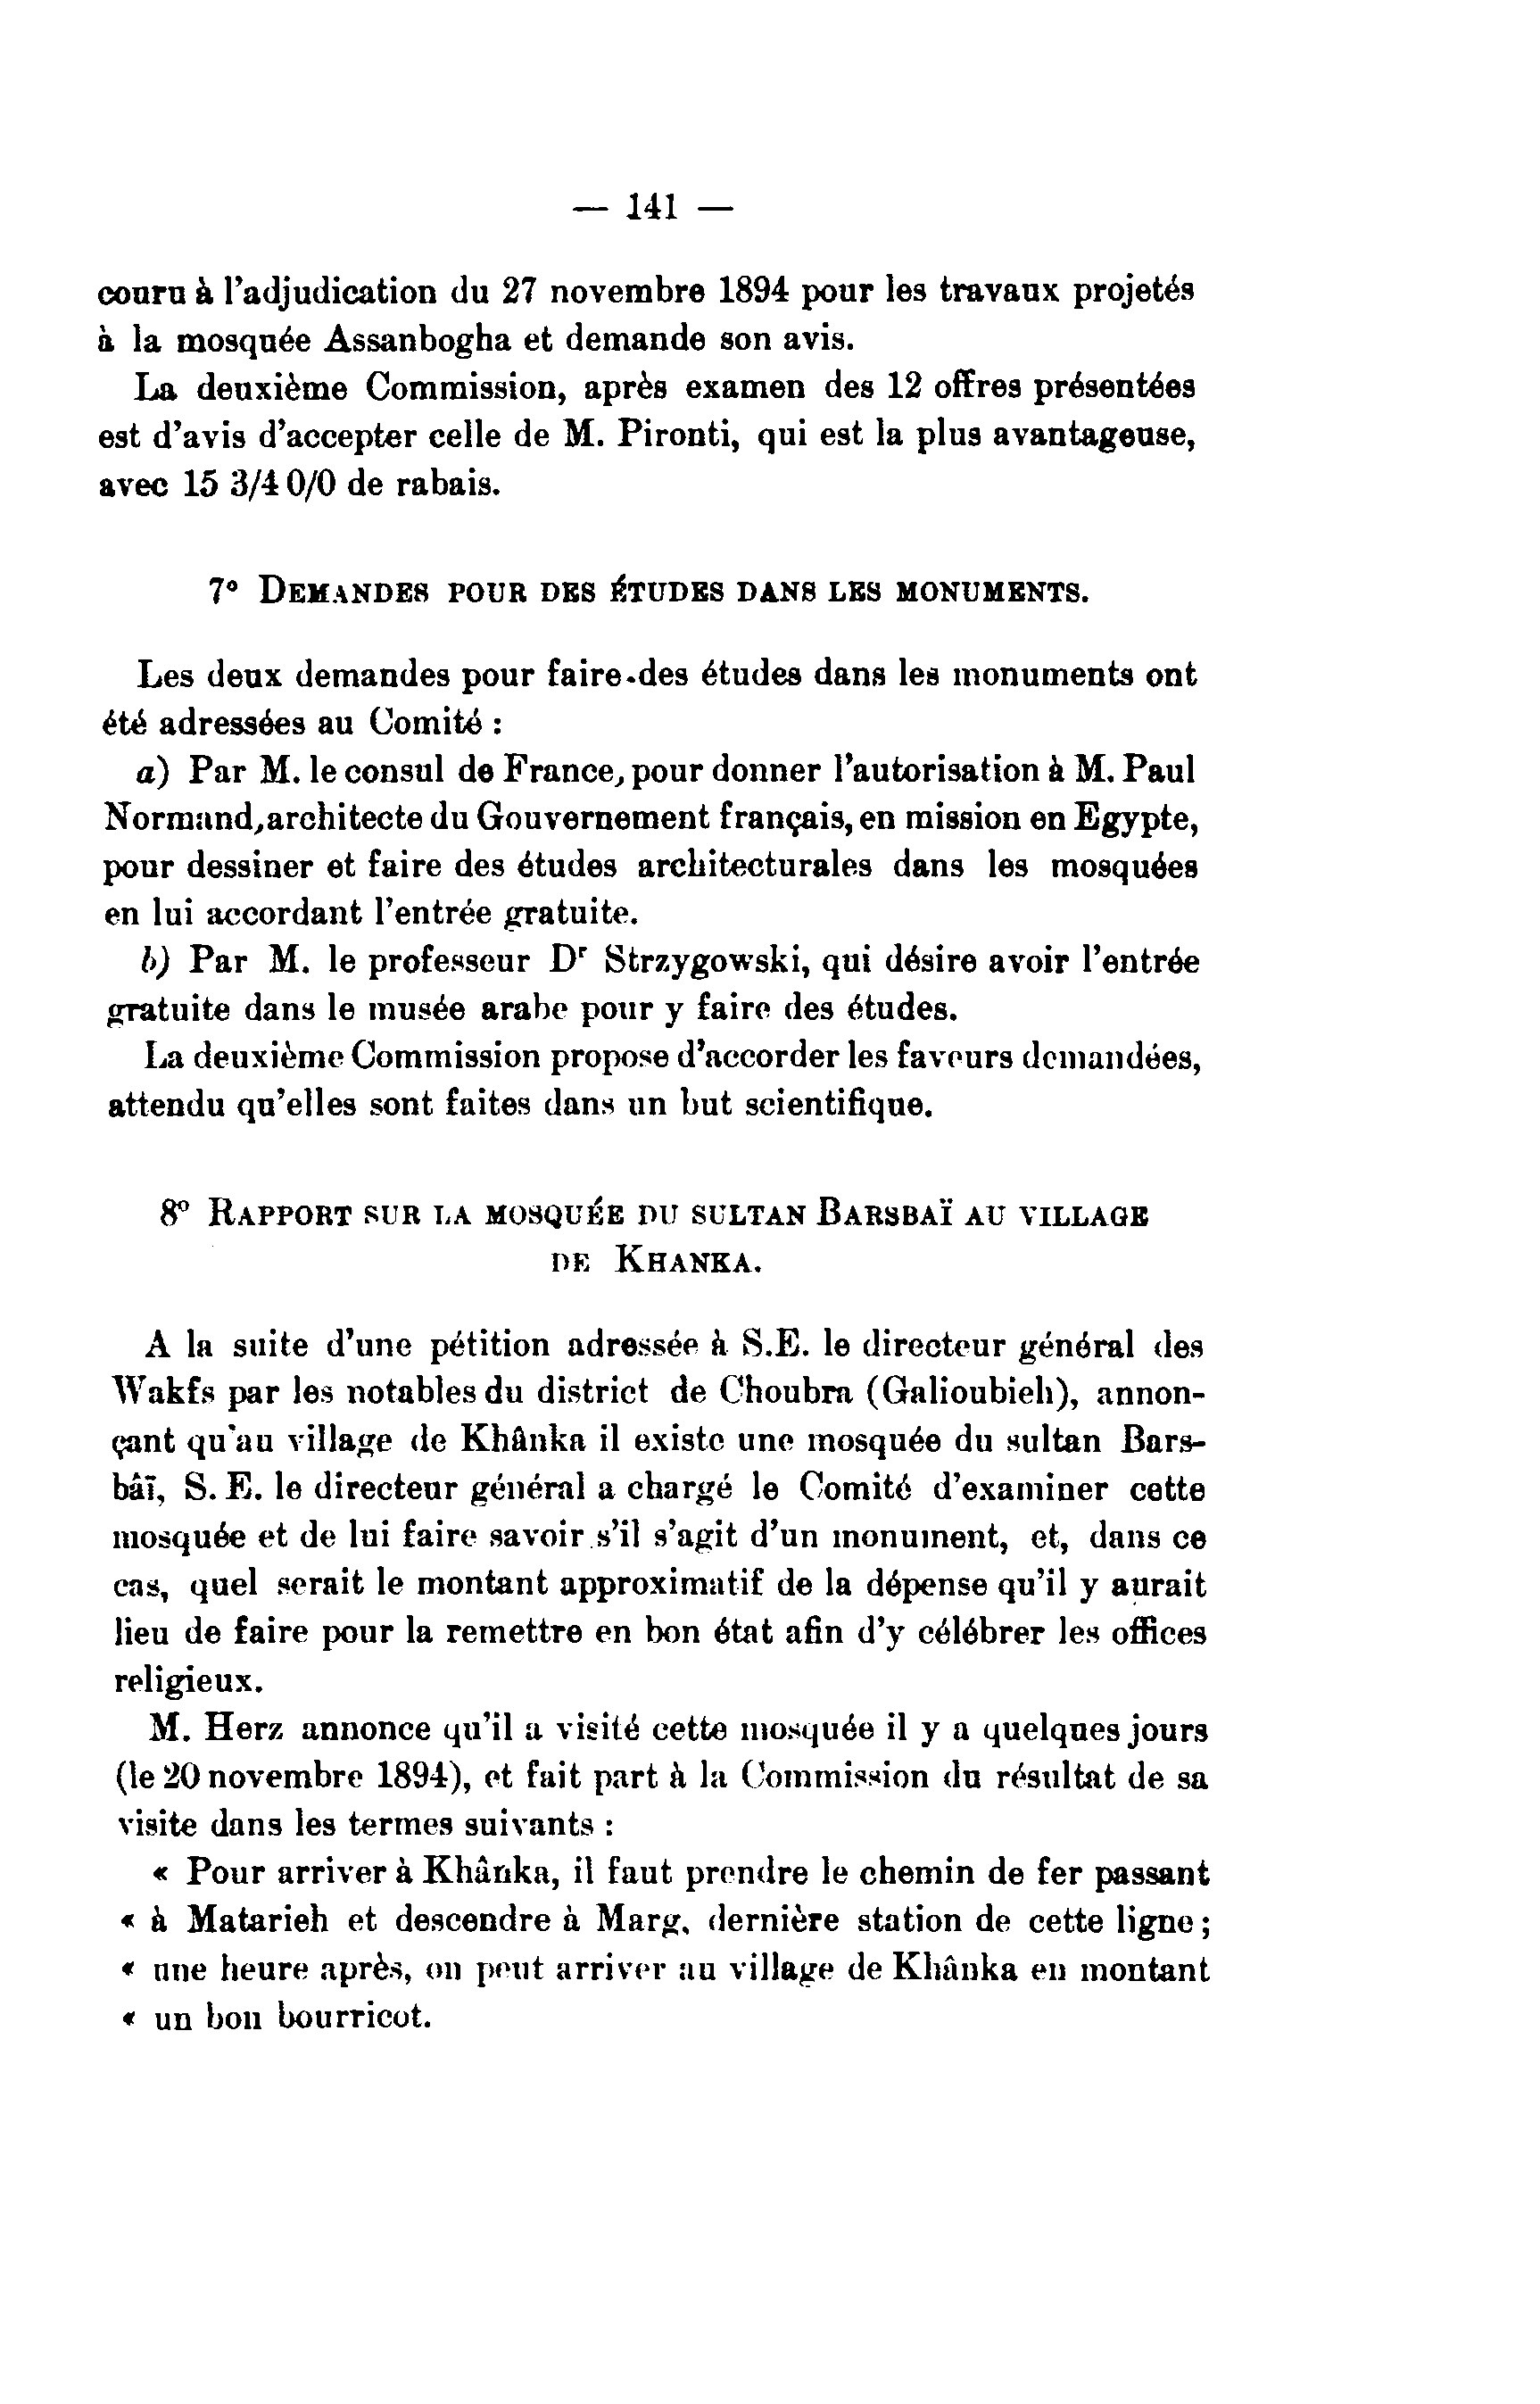 — 141 —
couru à l'adjudication du 27 novembre 1894 pour les travaux projetés
à la mosquée Assanbogha et demande son avis.
La deuxième Commission, après examen des 12 offres présentées
est d'avis d'accepter celle de M. Pironti, qui est la plus avantageuse,
avec 15 3/4 0/0 de rabais.
7° DEMANDES POUR DES ÉTUDES DANS LES MONUMENTS.
Les deux demandes pour faire des études dans les monuments ont
été adressées au Comité :
a) Par M. le consul de France, pour donner l'autorisation à M. Paul
Normand, architecte du Gouvernement français, en mission en Egypte,
pour dessiner et faire des études architecturales dans les mosquées
en lui accordant l'entrée gratuite.
b) Par M. le professeur Dr Strzygowski, qui désire avoir l'entrée
gratuite dans le musée arabe pour y faire des études.
La deuxième Commission propose d'accorder les faveurs demandées,
attendu qu'elles sont faites dans un but scientifique.
8° RAPPORT SUR LA MOSQUÉE DU SULTAN BARSBAÏ AU VILLAGE
DE KHANKA.
A la suite d'une pétition adressée à S.E. le directeur général des
Wakfs par les notables du district de Choubra (Galioubieh), annon-
çant qu'au village de Khânka il existe une mosquée du sultan Bars-
bâï, S. E. le directeur général a chargé le Comité d'examiner cette
mosquée et de lui faire savoir s'il s'agit d'un monument, et, dans ce
cas, quel serait le montant approximatif de la dépense qu'il y aurait
lieu de faire pour la remettre en bon état afin d'y célébrer les offices
religieux.
M. Herz annonce qu'il a visité cette mosquée il y a quelques jours
(le 20 novembre 1894), et fait part à la Commission du résultat de sa
visite dans les termes suivants :
« Pour arriver à Khânka, il faut prendre le chemin de fer passant
« à Matarieh et descendre à Marg, dernière station de cette ligne ;
« une heure après, on peut arriver au village de Khânka en montant
« un bon bourricot.